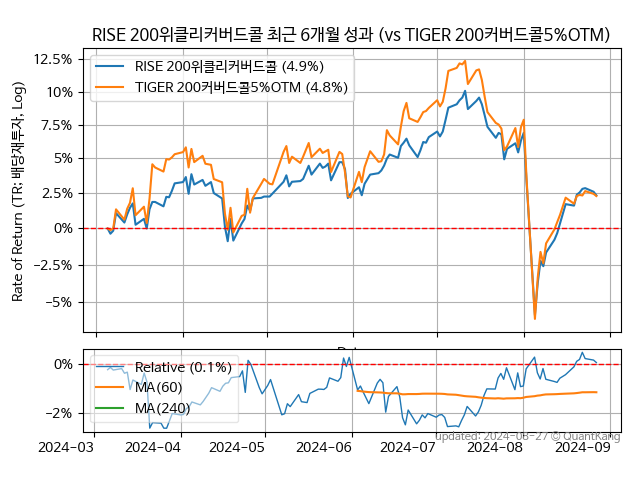 RISE 200위클리커버드콜 최근 6개월 성과 (vs TIGER 200커버드콜5%OTM)
Rate of Return (TR: 배당재투자, Log)
12.5%
10%
7.5%
5%
2.5%
0%
−2.5%
−5%
RISE 200위클리커버드콜 (4.9%)
TIGER 200커버드콜5%OTM (4.8%)
0%
−2%
Relative (0.1%)
MA(60)
MA(240)
updated: 2024-08-27 © QuantKang
2024-03
2024-04
2024-05
2024-06
2024-07
2024-08
2024-09